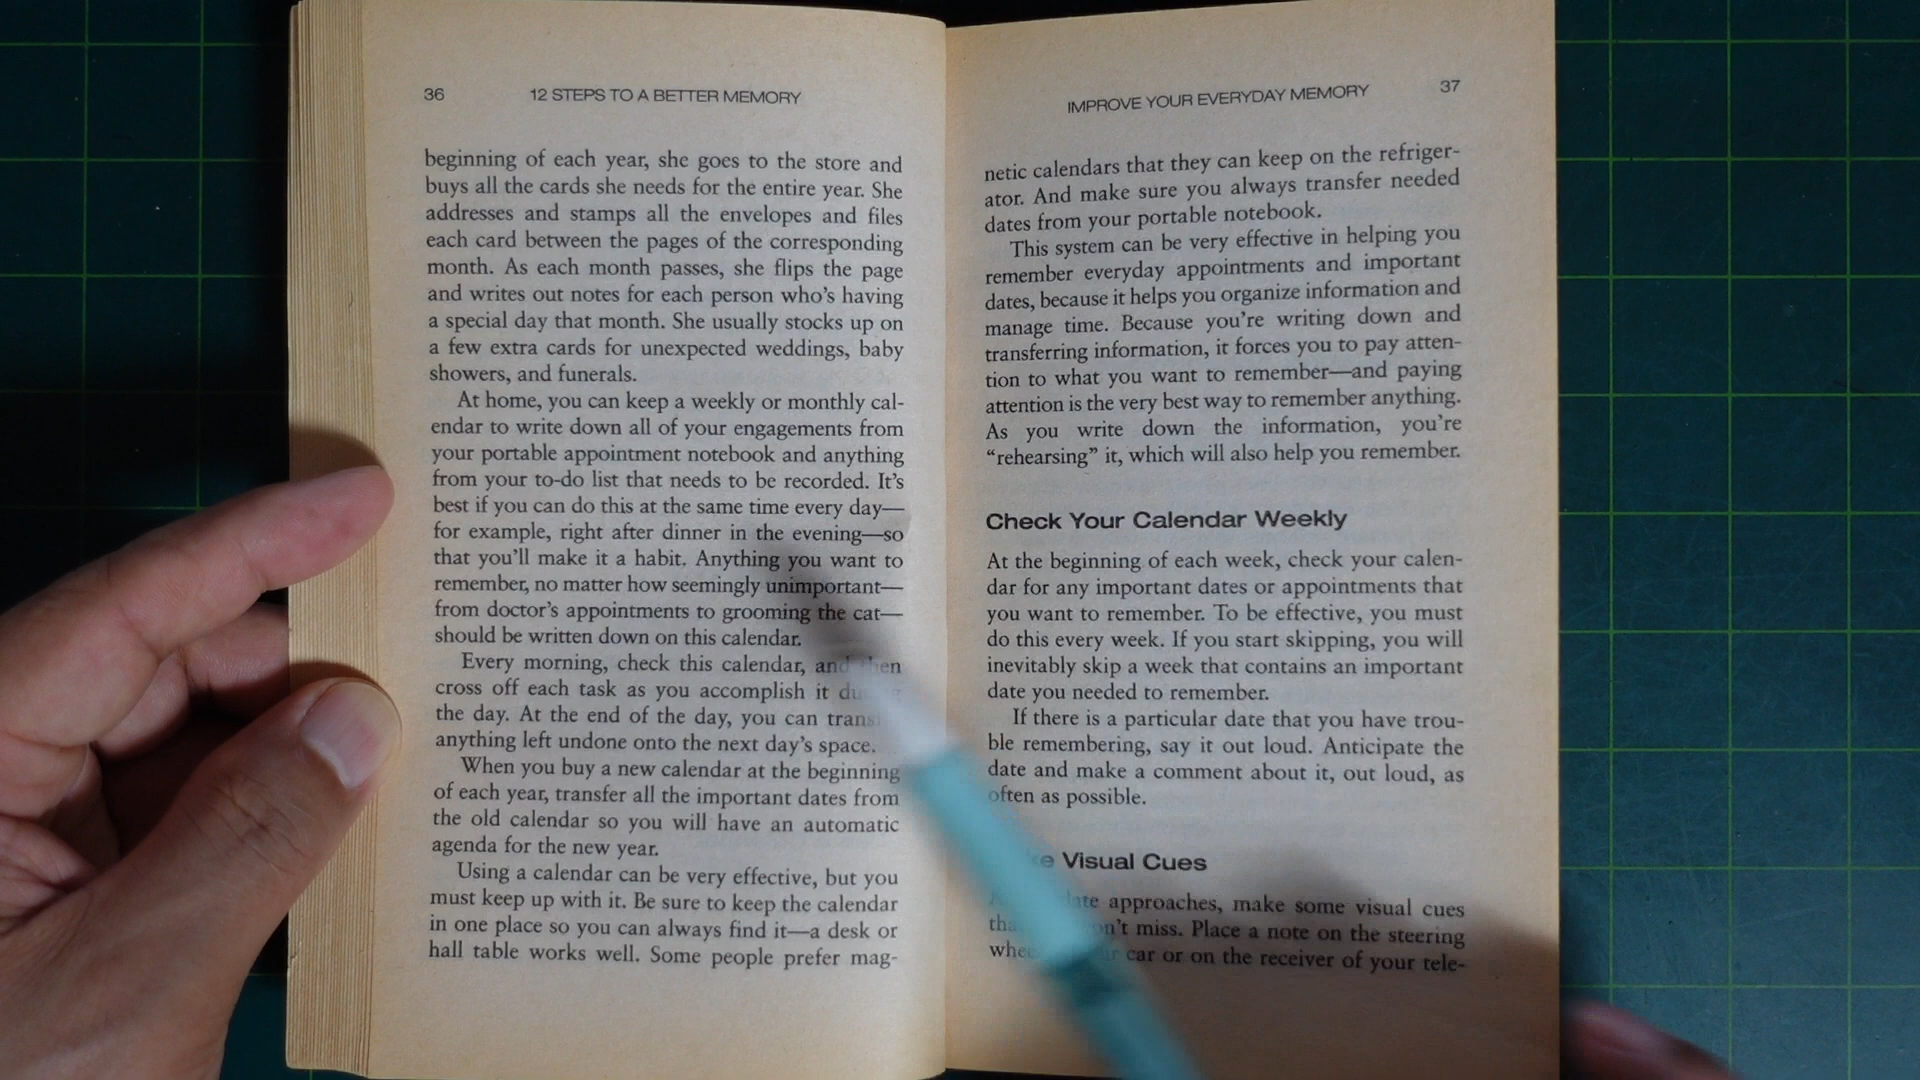 36
12 STEPS TO A BETTER MEMORY
beginning of each year, she goes to the store and
buys all the cards she needs for the entire year. She
addresses and stamps all the envelopes and files
each card between the pages of the corresponding
month. As each month passes, she flips the page
and writes out notes for each person who's having
a special day that month. She usually stocks up on
a few extra cards for unexpected weddings, baby
showers, and funerals.
At home, you can keep a weekly or monthly cal-
endar to write down all of your engagements from
your portable appointment notebook and anything
from your to-do list that needs to be recorded. It's
best if you can do this at the same time every day—
for example, right after dinner in the evening—so
that you'll make it a habit. Anything you want to
remember, no matter how seemingly unimportant—
from doctor's appointments to grooming the cat—
should be written down on this calendar.
Every morning, check this calendar, and then
cross off each task as you accomplish it
the day. At the end of the day, you can
anything left undone onto the next day's space.
When you buy a new calendar at the beginning
of each year, transfer all the important dates from
the old calendar so you will have an automatic
agenda for the new year.
Using a calendar can be very effective, but you
must keep up with it. Be sure to keep the calendar
in one place so you can always find it—a desk or
hall table works well. Some people prefer mag-
IMPROVE YOUR EVERYDAY MEMORY
37
netic calendars that they can keep on the refriger-
ator. And make sure you always transfer needed
dates from your portable notebook.
This system can be very effective in helping you
remember everyday appointments and important
dates, because it helps you organize information and
manage time. Because you're writing down and
transferring information, it forces you to pay atten-
tion to what you want to remember—and paying
attention is the very best way to remember anything.
As you write down the information, you're
"rehearsing" it, which will also help you remember.
Check Your Calendar Weekly
At the beginning of each week, check your calen-
dar for any important dates or appointments that
you want to remember. To be effective, you must
do this every week. If you start skipping, you will
inevitably skip a week that contains an important
date you needed to remember.
If there is a particular date that you have trou-
ble remembering, say it out loud. Anticipate the
date and make a comment about it, out loud, as
often as possible.
Visual Cues
approaches, make some visual cues
miss. Place a note on the steering
car or on the receiver of your tele-